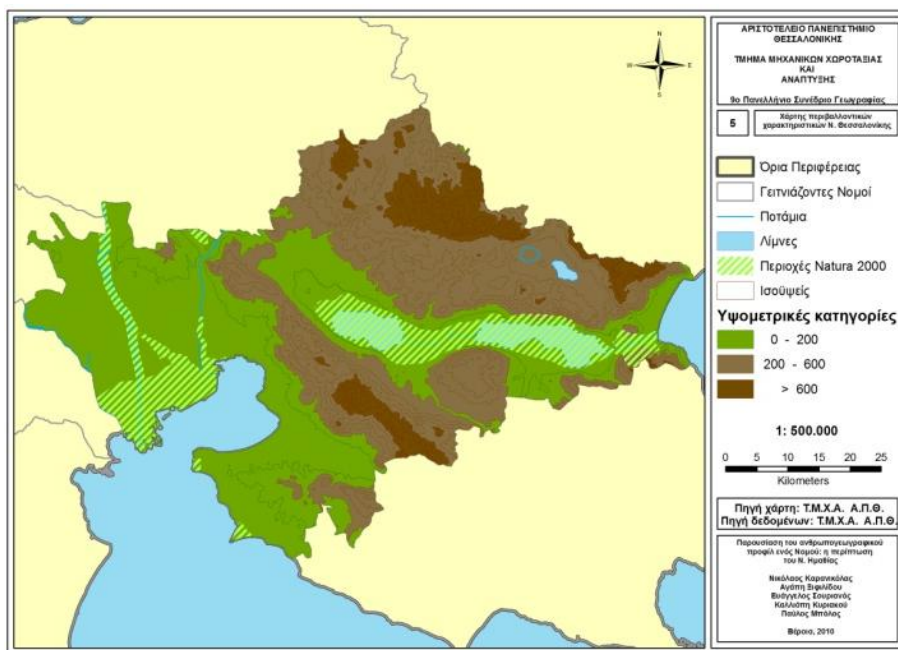 N
W E
S
ΑΡΙΣΤΟΤΕΛΕΙΟ ΠΑΝΕΠΙΣΤΗΜΙΟ
ΘΕΣΣΑΛΟΝΙΚΗΣ
ΤΜΗΜΑ ΜΗΧΑΝΙΚΩΝ ΧΩΡΟΤΑΞΙΑΣ
ΚΑΙ
ΑΝΑΠΤΥΞΗΣ
9ο Πανελλήνιο Συνέδριο Γεωγραφίας
5
Χάρτης περιβαλλοντικών
χαρακτηριστικών Ν. Θεσσαλονίκης
Όρια Περιφέρειας
Γειτνιάζοντες Νομοί
Ποτάμια
Λίμνες
Περιοχές Natura 2000
Ισοϋψείς
Υψομετρικές κατηγορίες
0 - 200
200 - 600
> 600
1: 500.000
0 5 10 15 20 25
Kilometers
Πηγή χάρτη: Τ.Μ.Χ.Α. Α.Π.Θ.
Πηγή δεδομένων: Τ.Μ.Χ.Α. Α.Π.Θ.
Παρουσίαση του ανθρωπογεωγραφικού
προφίλ ενός Νομού: η περίπτωση
του Ν. Ημαθίας
Νικόλαος Καρανικόλας
Αγάπη Ξιφιλίδου
Ευάγγελος Σουριανός
Καλλιόπη Κυριακού
Παύλος Μπάλας
Βέροια, 2010